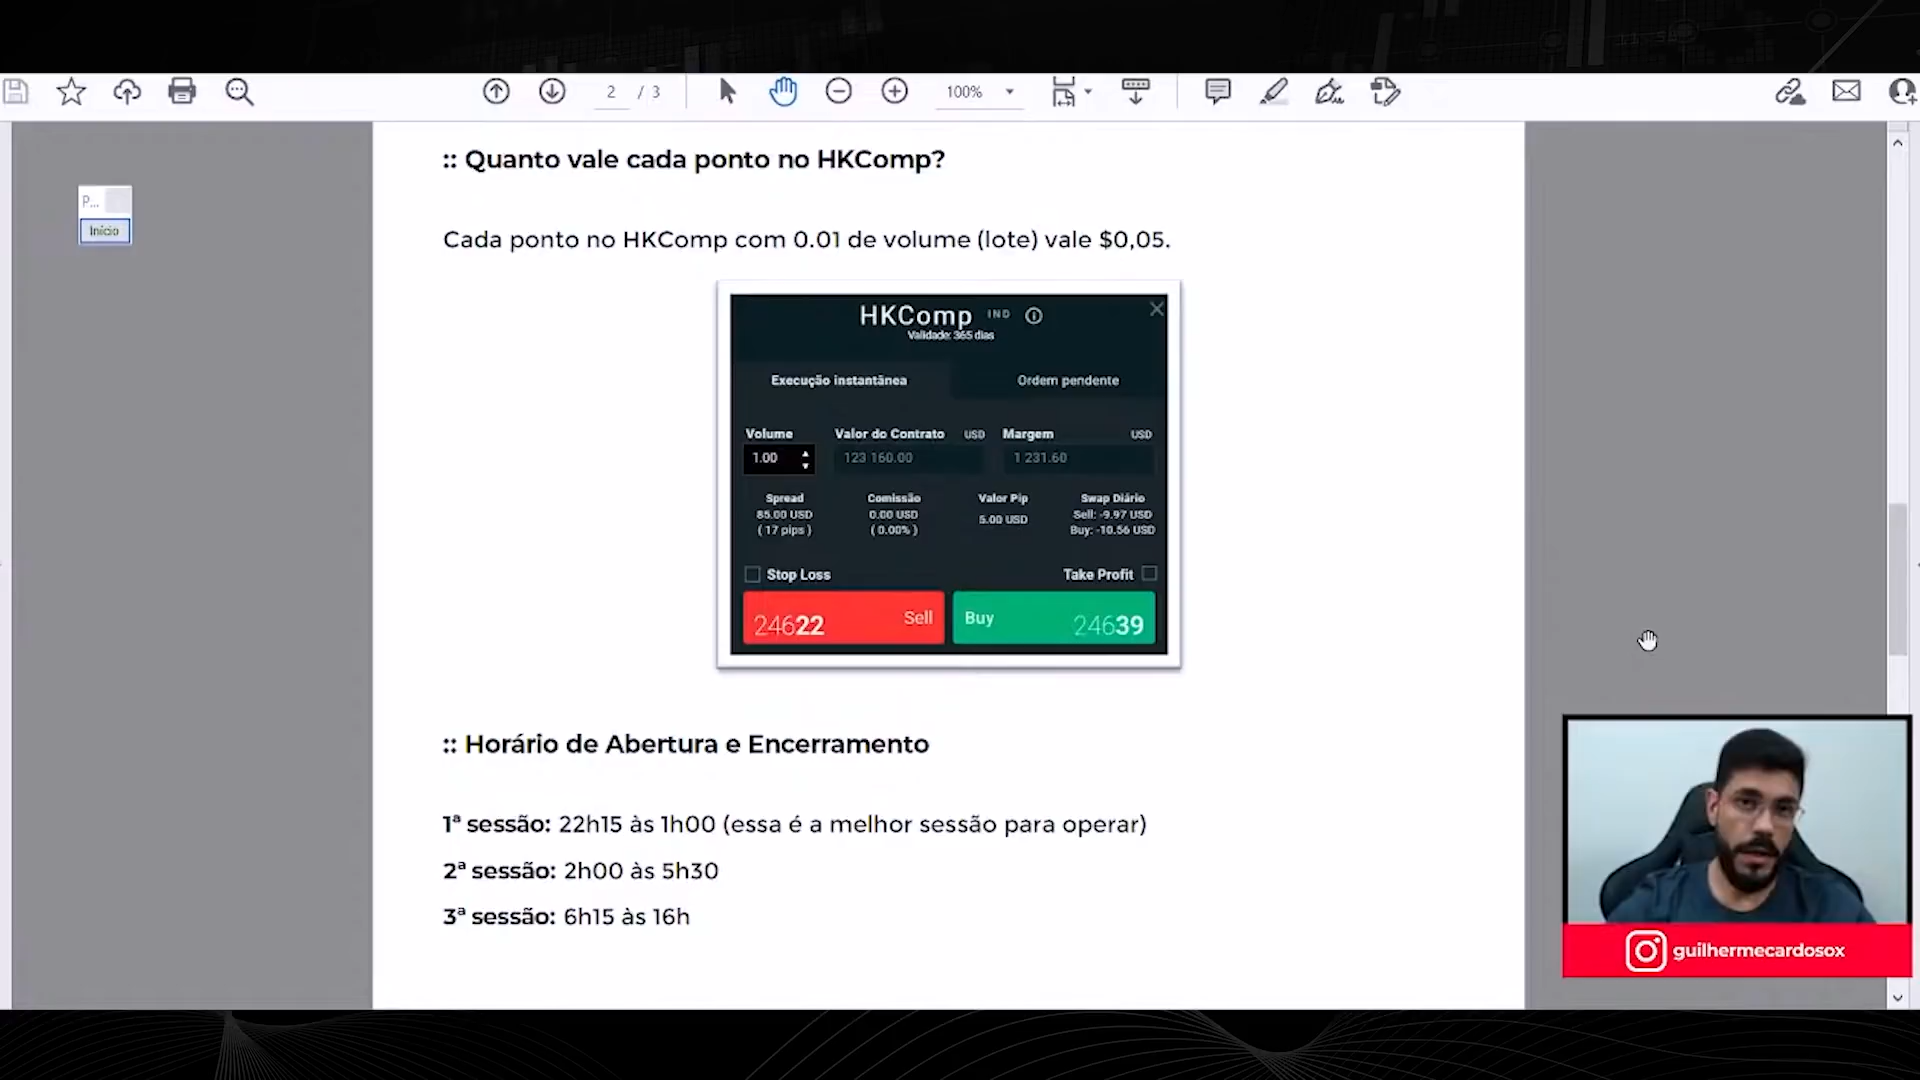 2 / 3
100%
P...
Início
:: Quanto vale cada ponto no HKComp?
Cada ponto no HKComp com 0.01 de volume (lote) vale $0,05.
HKComp IND
Validade: 365 dias
Execução instantânea Ordem pendente
Volume Valor do Contrato USD Margem USD
1.00 123 160.00 1 231.60
Spread Comissão Valor Pip Swap Diário
85.00 USD 0.00 USD 5.00 USD Sell: -9.97 USD
( 17 pips ) ( 0.00% ) Buy: -10.56 USD
Stop Loss Take Profit
24622 Sell Buy 24639
:: Horário de Abertura e Encerramento
1ª sessão: 22h15 às 1h00 (essa é a melhor sessão para operar)
2ª sessão: 2h00 às 5h30
3ª sessão: 6h15 às 16h
guilhermecardosox